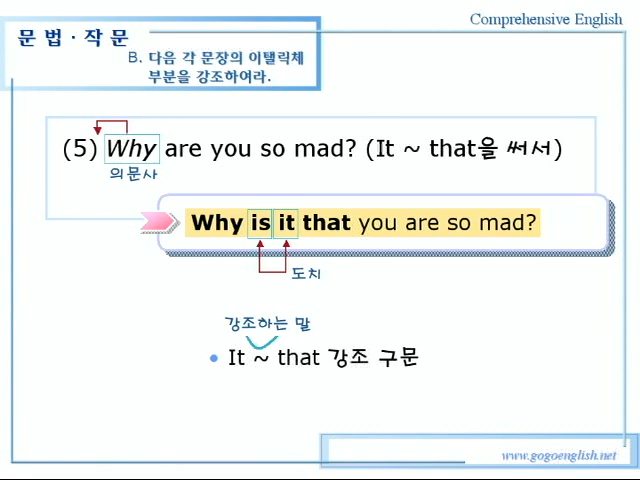 Comprehensive English
문법·작문
B. 다음 각 문장의 이탤릭체
부분을 강조하여라.
(5) Why are you so mad? (It ~ that을 써서)
의문사
Why is it that you are so mad?
도치
강조하는 말
• It ~ that 강조 구문
www.gogoenglish.net